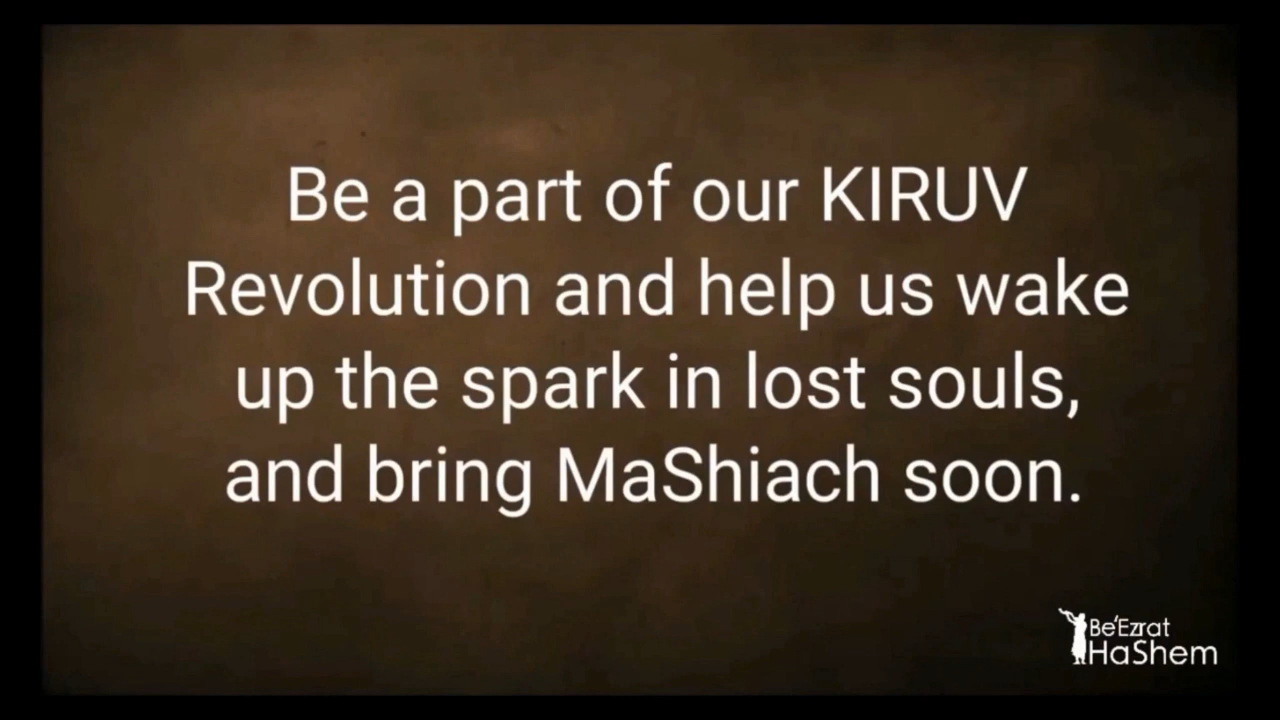 Be a part of our KIRUV
Revolution and help us wake
up the spark in lost souls,
and bring MaShiach soon.
Be'Ezrat
HaShem